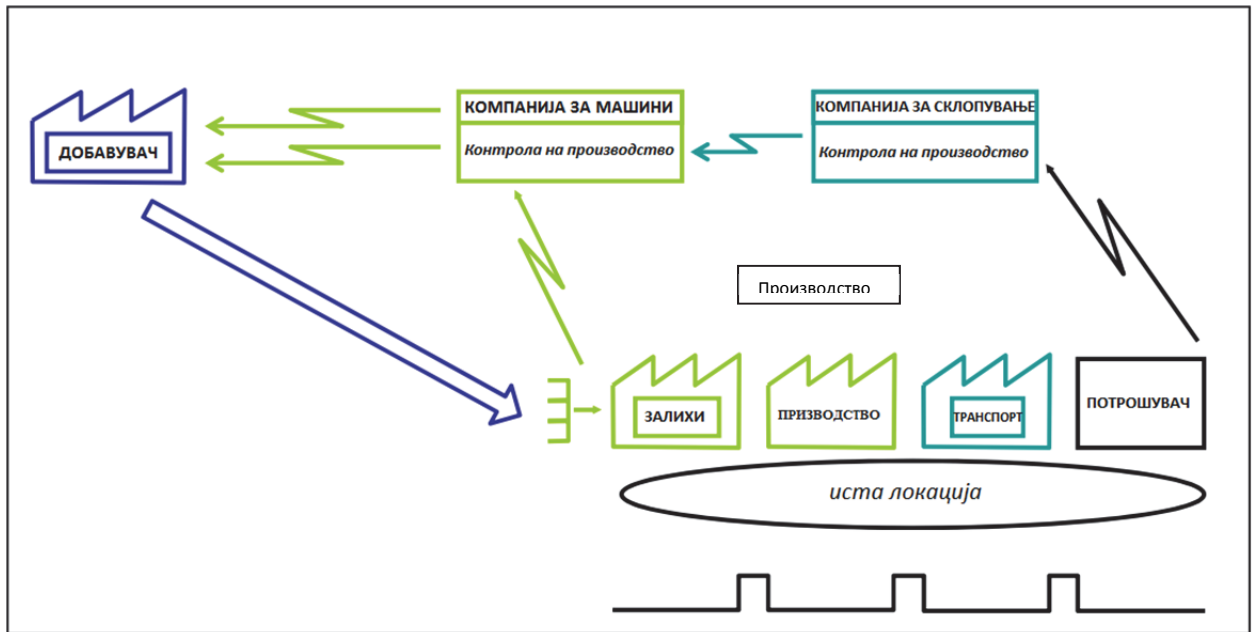 КОМПАНИЈА ЗА МАШИНИ
КОМПАНИЈА ЗА СКЛОПУВАЊЕ
ДОБАВУВАЧ
Контрола на производство
Контрола на производство
Производство
ЗАЛИХИ
ПРИЗВОДСТВО
ТРАНСПОРТ
ПОТРОШУВАЧ
иста локација